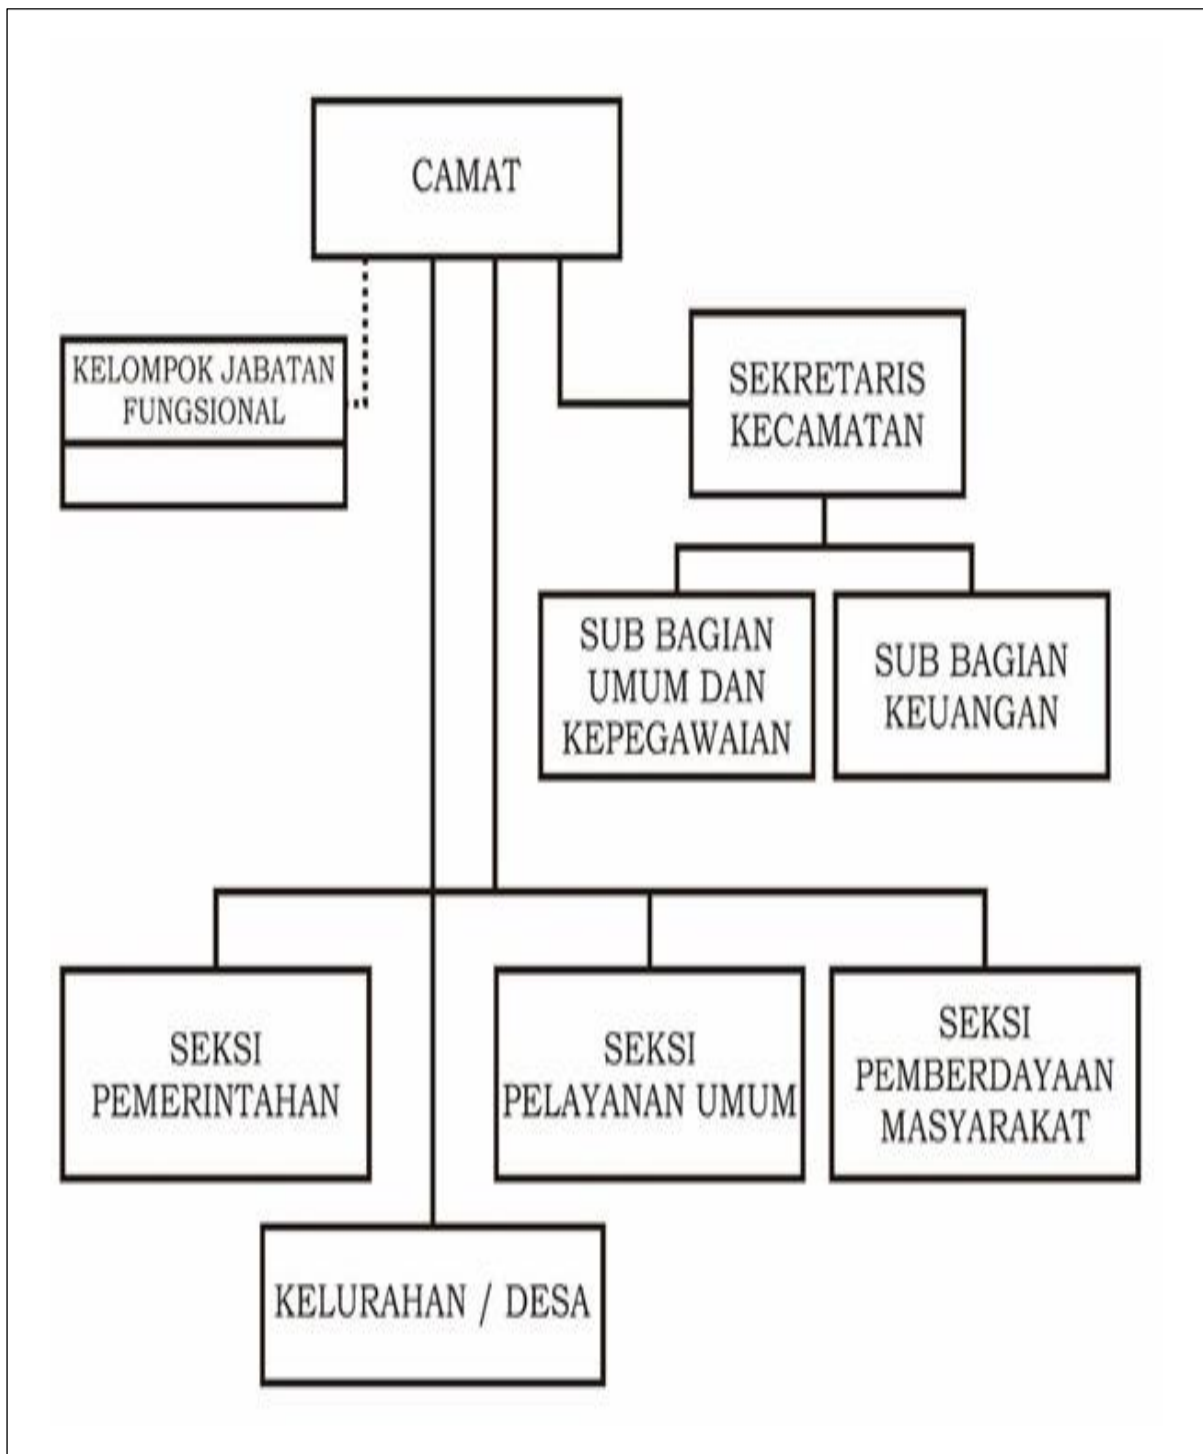 CAMAT
KELOMPOK JABATAN
FUNGSIONAL
SEKRETARIS
KECAMATAN
SUB BAGIAN
UMUM DAN
KEPEGAWAIAN
SUB BAGIAN
KEUANGAN
SEKSI
PEMERINTAHAN
SEKSI
PELAYANAN UMUM
SEKSI
PEMBERDAYAAN
MASYARAKAT
KELURAHAN / DESA